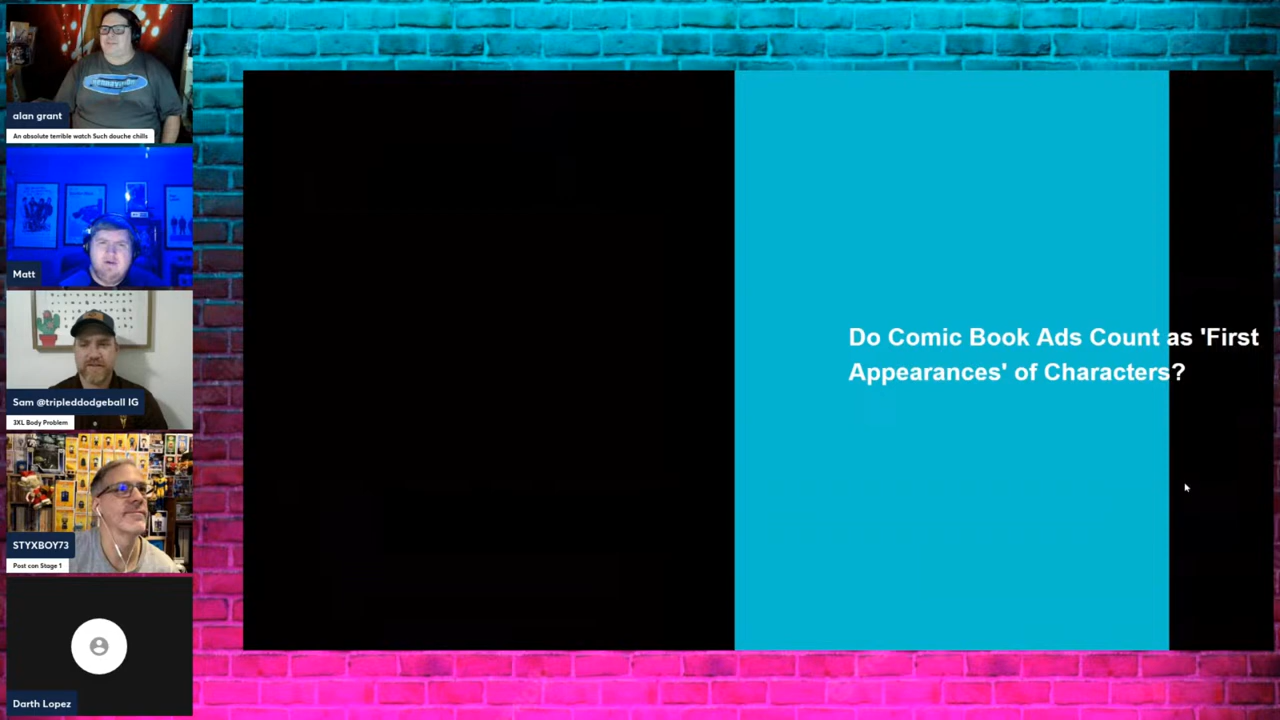 alan grant
An absolute terrible watch Such douche chills
Matt
Sam @tripleddodgeball IG
3XL Body Problem
STYXBOY73
Post con Stage 1
Darth Lopez
Do Comic Book Ads Count as 'First
Appearances' of Characters?